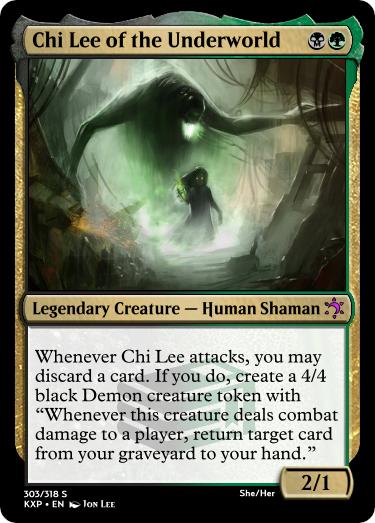 Chi Lee of the Underworld
Legendary Creature — Human Shaman
Whenever Chi Lee attacks, you may
discard a card. If you do, create a 4/4
black Demon creature token with
“Whenever this creature deals combat
damage to a player, return target card
from your graveyard to your hand.”
2/1
303/318 S
She/Her
KXP • EN Jon Lee